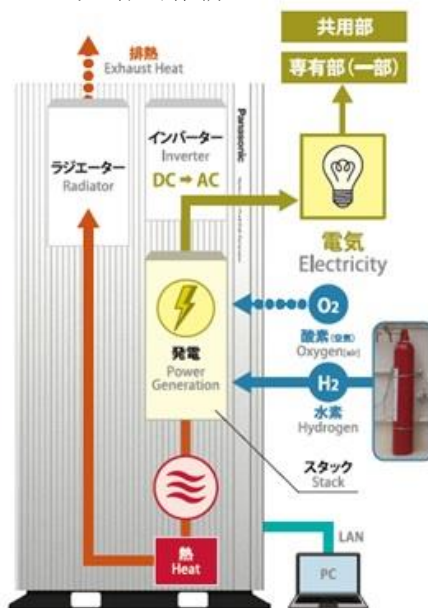 共用部
専有部(一部)
排熱
Exhaust Heat
ラジエーター
Radiator
インバーター
Inverter
DC➡AC
Panasonic
電気
Electricity
発電
Power
Generation
O2
酸素(空気)
Oxygen(air)
H2
水素
Hydrogen
スタック
Stack
熱
Heat
LAN
PC